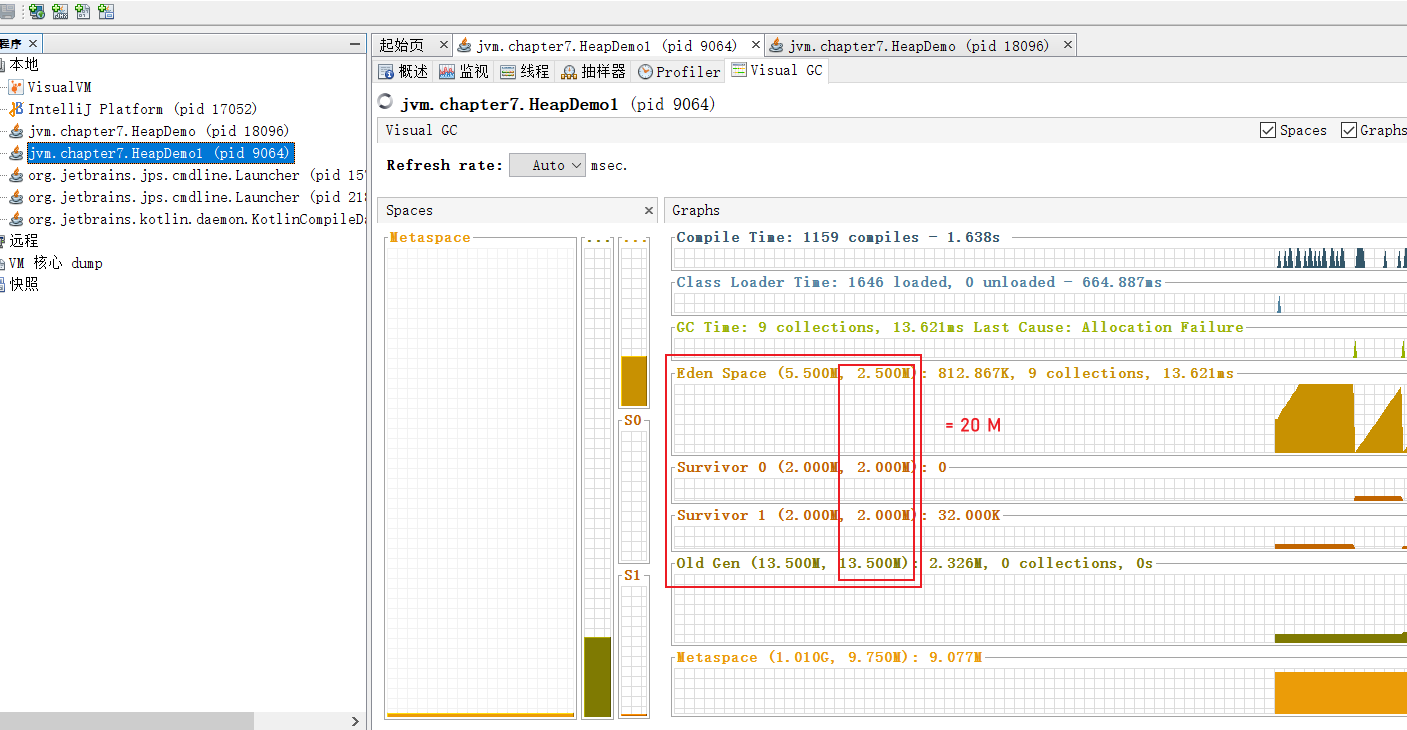 程序
本地
VisualVM
IntelliJ Platform (pid 17052)
jvm.chapter7.HeapDemo (pid 18096)
jvm.chapter7.HeapDemo1 (pid 9064)
org.jetbrains.jps.cmdline.Launcher (pid 15
org.jetbrains.jps.cmdline.Launcher (pid 218
org.jetbrains.kotlin.daemon.KotlinCompileDa
远程
VM 核心 dump
快照
起始页 jvm.chapter7.HeapDemo1 (pid 9064) jvm.chapter7.HeapDemo (pid 18096)
概述 监视 线程 抽样器 Profiler Visual GC
jvm.chapter7.HeapDemo1 (pid 9064)
Visual GC Spaces Graphs
Refresh rate: Auto msec.
Spaces
Metaspace ... ...
S0
S1
Graphs
Compile Time: 1159 compiles - 1.638s
Class Loader Time: 1646 loaded, 0 unloaded - 664.887ms
GC Time: 9 collections, 13.621ms Last Cause: Allocation Failure
Eden Space (5.500M, 2.500M): 812.867K, 9 collections, 13.621ms
= 20 M
Survivor 0 (2.000M, 2.000M): 0
Survivor 1 (2.000M, 2.000M): 32.000K
Old Gen (13.500M, 13.500M): 2.326M, 0 collections, 0s
Metaspace (1.010G, 9.750M): 9.077M